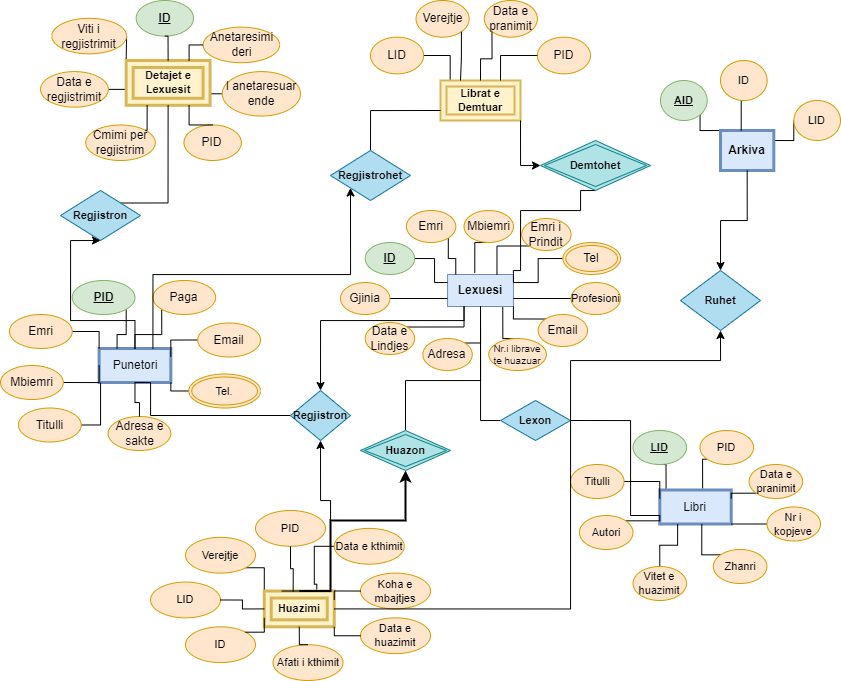 Viti i
regjistrimit
ID
Anetaresimi
deri
Data e
regjistrimit
Detajet e
Lexuesit
I anetaresuar
ende
Cmimi per
regjistrim
PID
Verejtje
Data e
pranimit
LID
PID
Librat e
Demtuar
ID
AID
LID
Arkiva
Regjistrohet
Demtohet
Regjistron
Emri
Mbiemri
Emri i
Prindit
ID
Tel
Lexuesi
Gjinia
Profesioni
Data e
Lindjes
Email
Adresa
Nr.i librave
te huazuar
Ruhet
PID
Paga
Emri
Email
Punetori
Mbiemri
Tel.
Titulli
Adresa e
sakte
Regjistron
Huazon
Lexon
LID
PID
Titulli
Data e
pranimit
Libri
Autori
Nr i
kopjeve
Vitet e
huazimit
Zhanri
PID
Data e kthimit
Verejtje
Koha e
mbajtjes
LID
Huazimi
ID
Data e
huazimit
Afati i kthimit